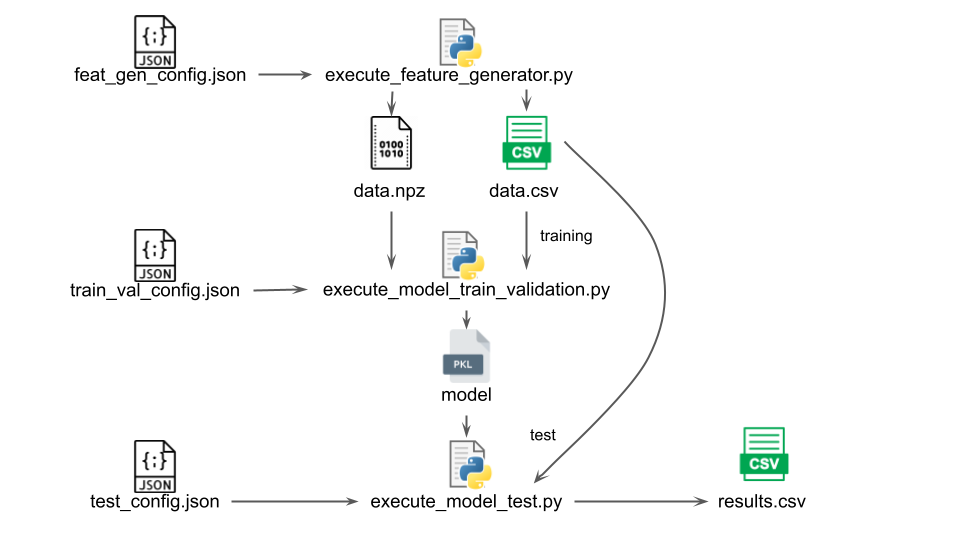 {;}
JSON
feat_gen_config.json
execute_feature_generator.py
0100
1010
data.npz
CSV
data.csv
training
{;}
JSON
train_val_config.json
execute_model_train_validation.py
PKL
model
test
{;}
JSON
test_config.json
execute_model_test.py
CSV
results.csv